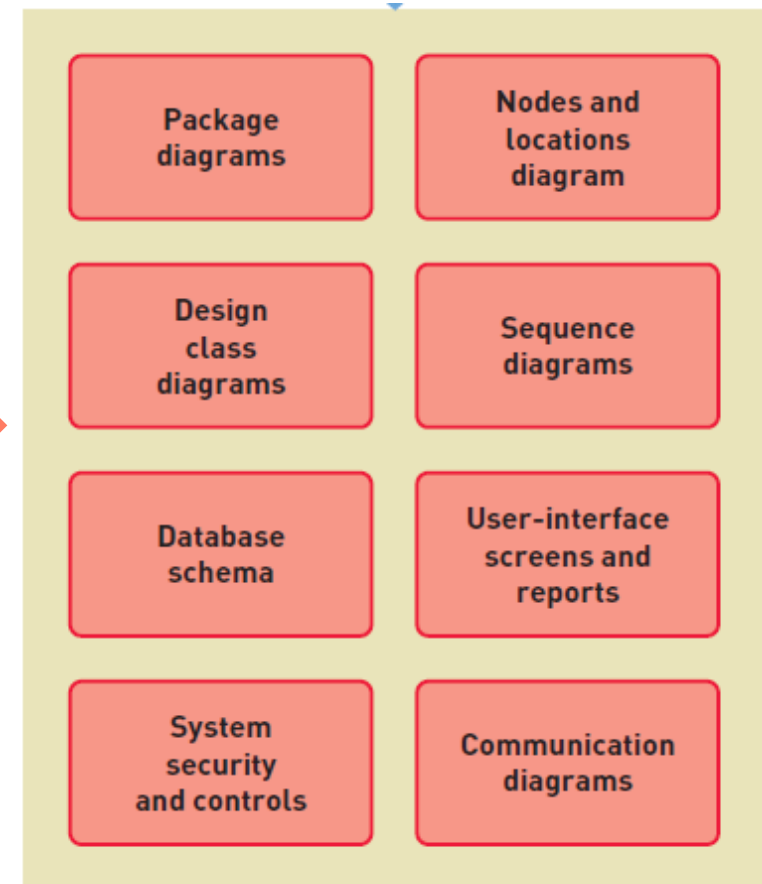 Package
diagrams
Nodes and
locations
diagram
Design
class
diagrams
Sequence
diagrams
Database
schema
User-interface
screens and
reports
System
security
and controls
Communication
diagrams